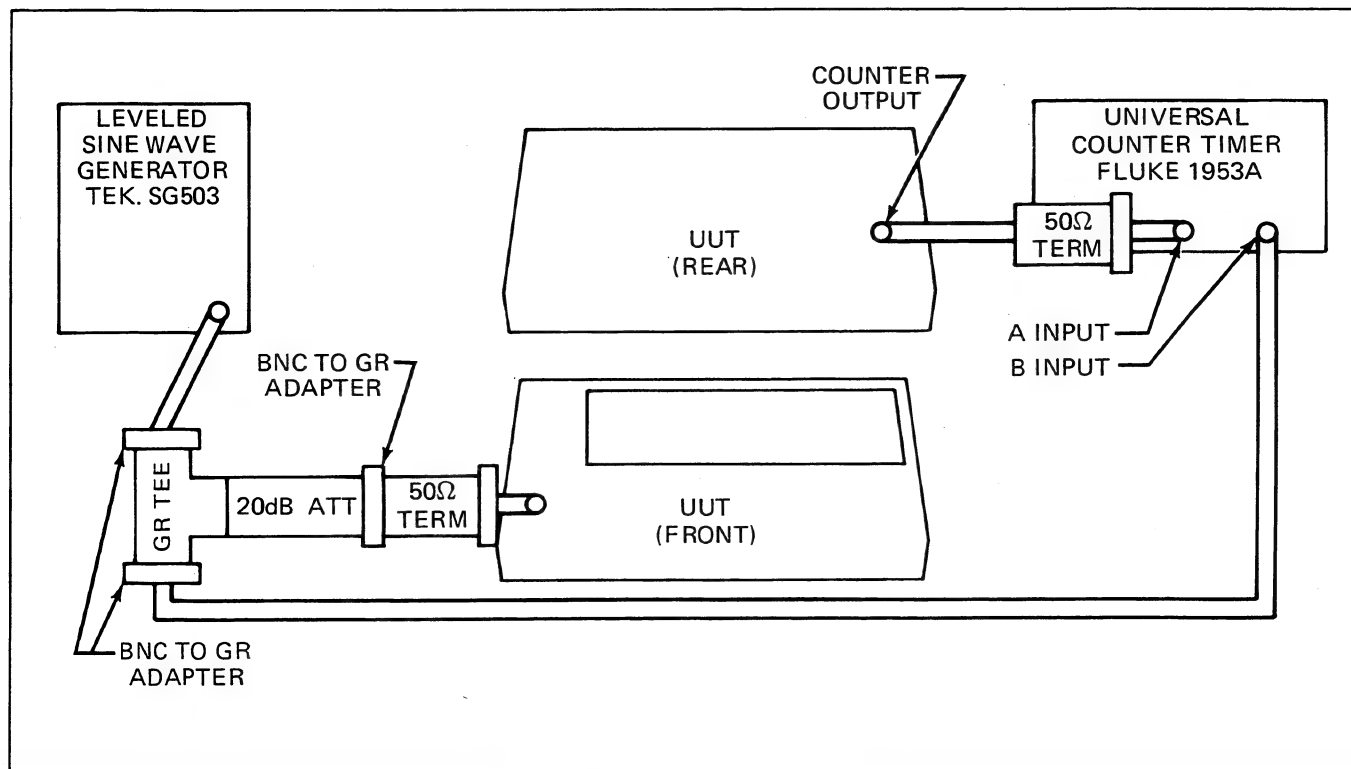 LEVELED
SINE WAVE
GENERATOR
TEK. SG503
COUNTER
OUTPUT
UNIVERSAL
COUNTER TIMER
FLUKE 1953A
UUT
(REAR)
50Ω
TERM
A INPUT
B INPUT
BNC TO GR
ADAPTER
GR TEE
20dB ATT
50Ω
TERM
UUT
(FRONT)
BNC TO GR
ADAPTER